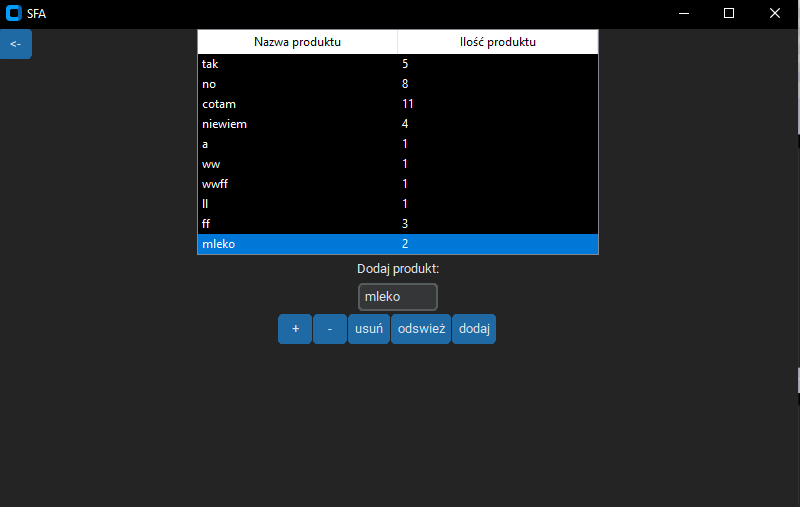 SFA
<-
Nazwa produktu Ilość produktu
tak 5
no 8
cotam 11
niewiem 4
a 1
ww 1
wwff 1
ll 1
ff 3
mleko 2
Dodaj produkt:
mleko
+ - usuń odswież dodaj